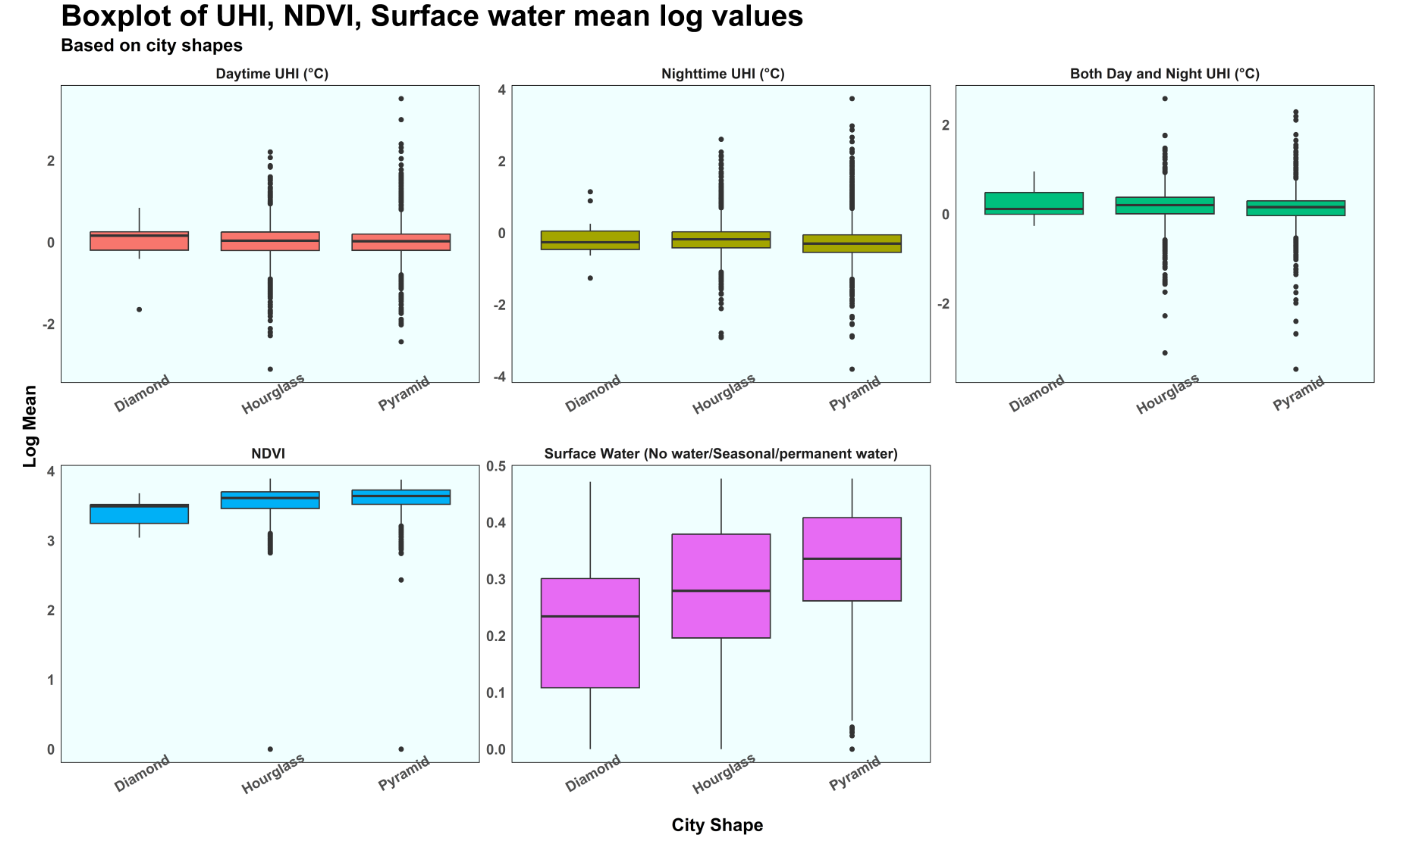 Boxplot of UHI, NDVI, Surface water mean log values
Based on city shapes
Daytime UHI (°C)
Nighttime UHI (°C)
Both Day and Night UHI (°C)
2
0
-2
4
2
0
-2
-4
2
0
-2
Diamond
Hourglass
Pyramid
Diamond
Hourglass
Pyramid
Diamond
Hourglass
Pyramid
Log Mean
NDVI
Surface Water (No water/Seasonal/permanent water)
4
3
2
1
0
0.5
0.4
0.3
0.2
0.1
0.0
Diamond
Hourglass
Pyramid
Diamond
Hourglass
Pyramid
City Shape